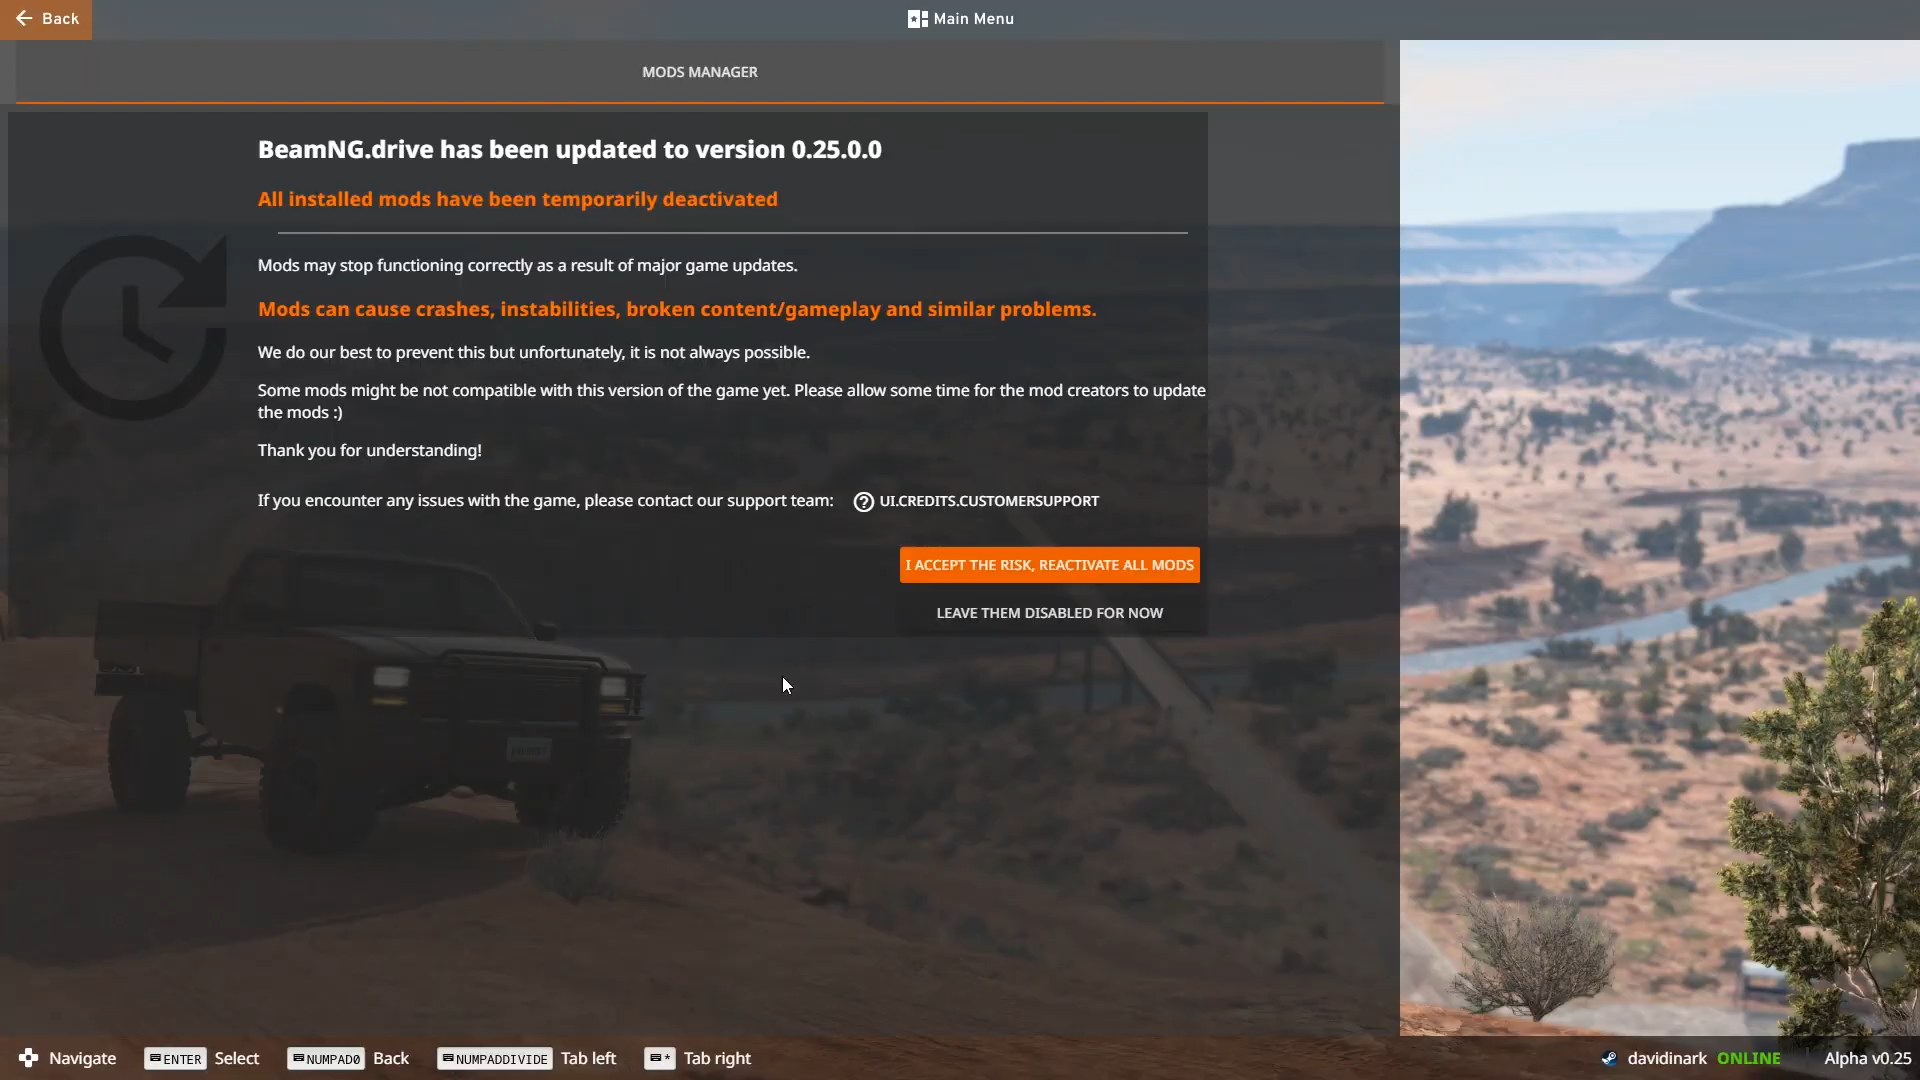 Back
Main Menu
MODS MANAGER
BeamNG.drive has been updated to version 0.25.0.0
All installed mods have been temporarily deactivated
Mods may stop functioning correctly as a result of major game updates.
Mods can cause crashes, instabilities, broken content/gameplay and similar problems.
We do our best to prevent this but unfortunately, it is not always possible.
Some mods might be not compatible with this version of the game yet. Please allow some time for the mod creators to update
the mods :)
Thank you for understanding!
If you encounter any issues with the game, please contact our support team: UI.CREDITS.CUSTOMERSUPPORT
I ACCEPT THE RISK, REACTIVATE ALL MODS
LEAVE THEM DISABLED FOR NOW
Navigate ENTER Select NUMPAD0 Back NUMPADDIVIDE Tab left * Tab right davidinark ONLINE Alpha v0.25